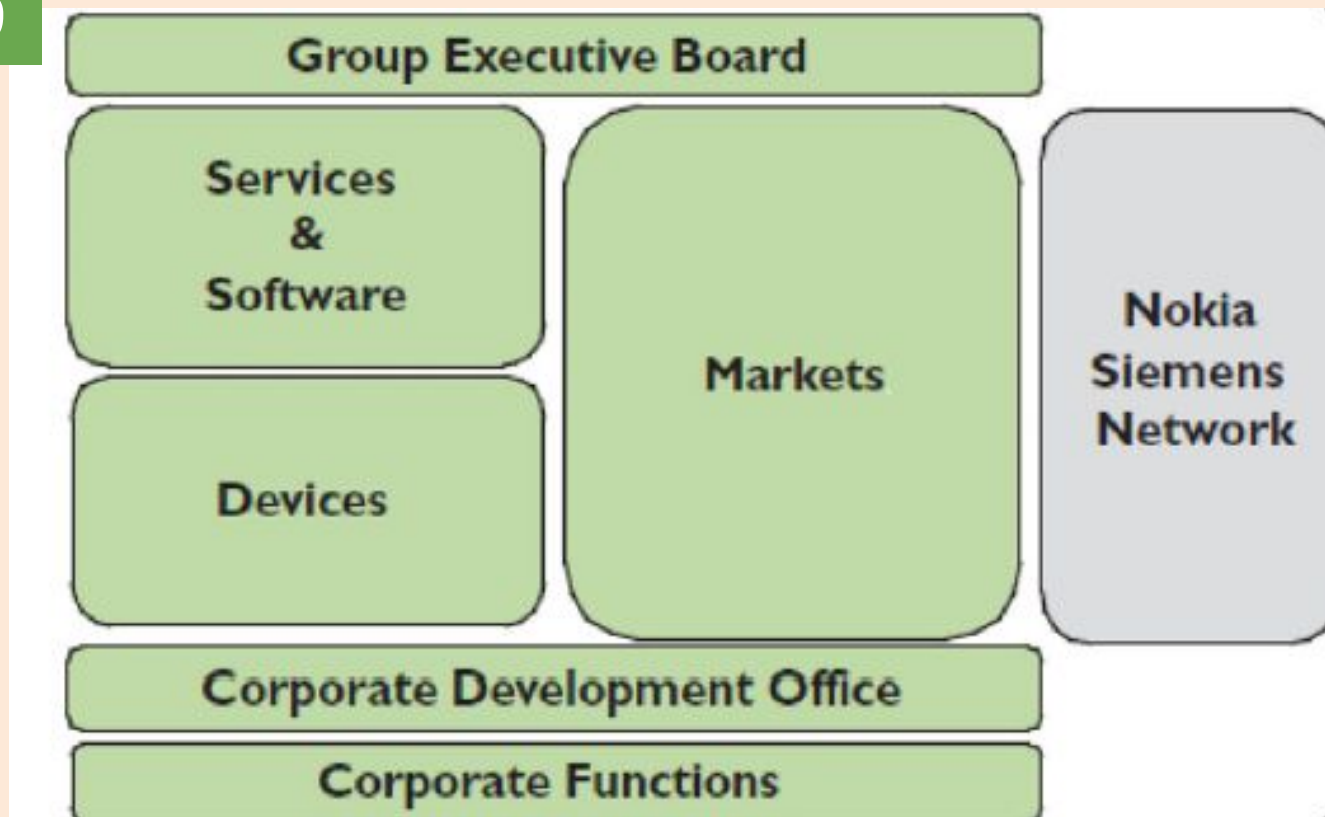 Group Executive Board
Services
&
Software
Devices
Markets
Nokia
Siemens
Network
Corporate Development Office
Corporate Functions